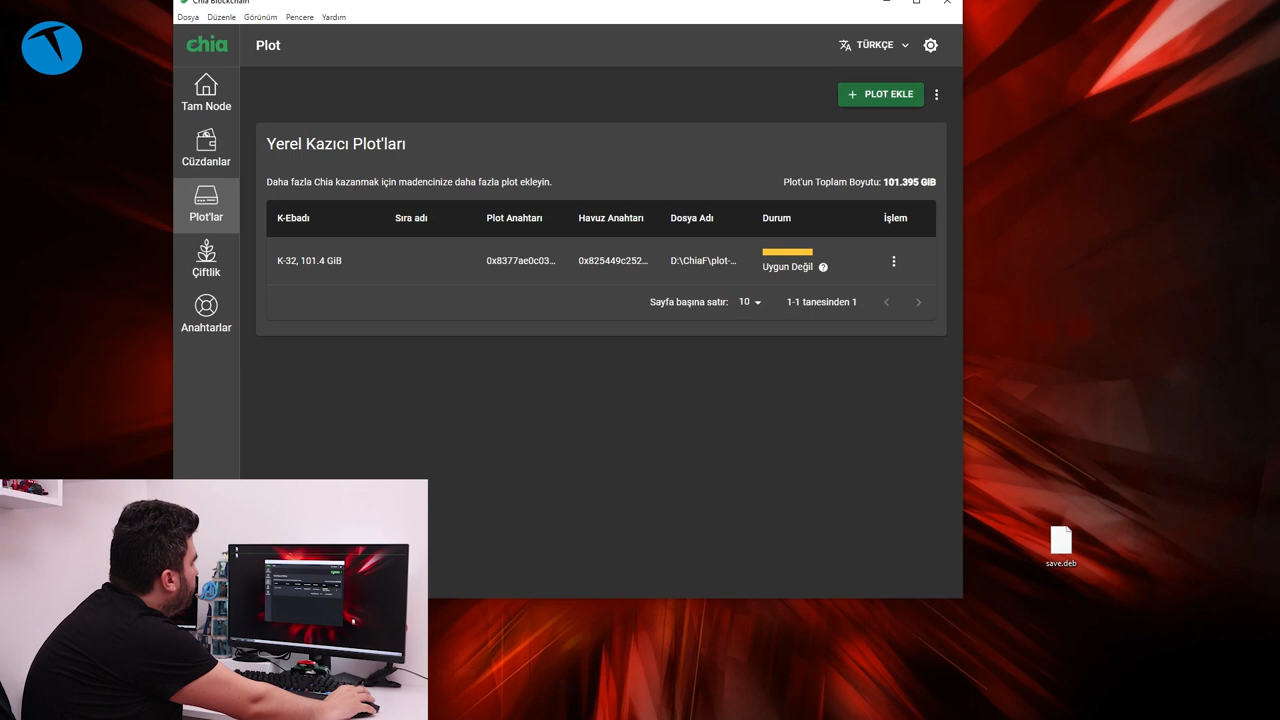 Chia Blockchain
Dosya Düzenle Görünüm Pencere Yardım
chia
Plot
TÜRKÇE
Tam Node
Cüzdanlar
Plot'lar
Çiftlik
Anahtarlar
+ PLOT EKLE
Yerel Kazıcı Plot'ları
Daha fazla Chia kazanmak için madencinize daha fazla plot ekleyin.
Plot'un Toplam Boyutu: 101.395 GIB
K-Ebadı Sıra adı Plot Anahtarı Havuz Anahtarı Dosya Adı Durum İşlem
K-32, 101.4 GiB 0x8377ae0c03... 0x825449c252... D:\ChiaF\plot-... Uygun Değil
Sayfa başına satır: 10 1-1 tanesinden 1
save.deb